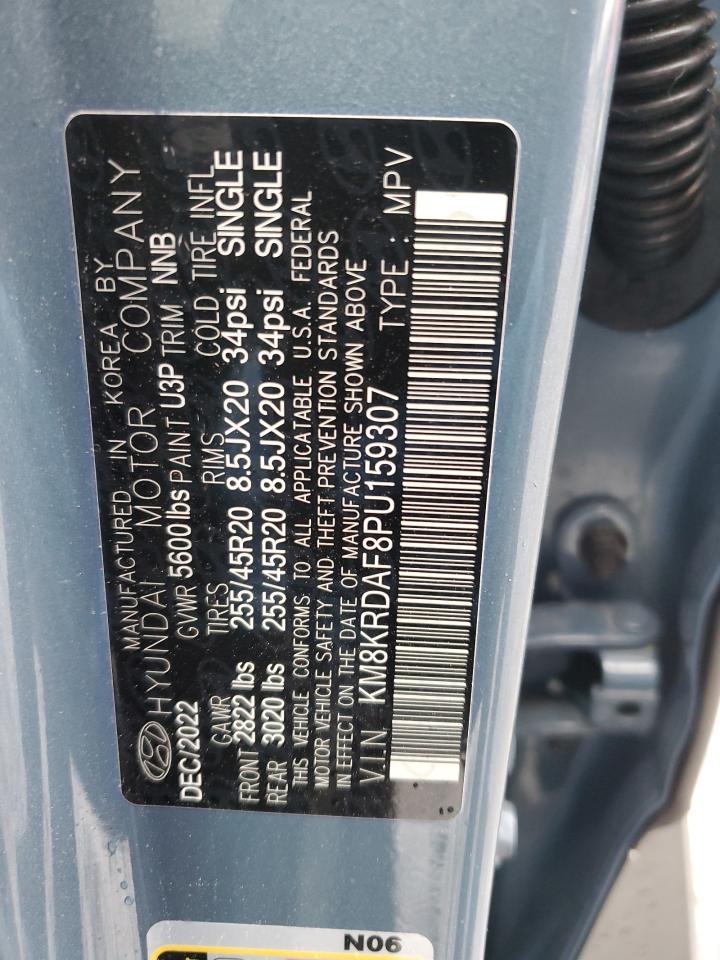 MANUFACTURED IN KOREA BY
HYUNDAI MOTOR COMPANY
DEC/2022 GVWR 5600lbs PAINT U3P TRIM NNB
GAWR TIRES RIMS COLD TIRE INFL
FRONT 2822 lbs 255/45R20 8.5JX20 34psi SINGLE
REAR 3020 lbs 255/45R20 8.5JX20 34psi SINGLE
THIS VEHICLE CONFORMS TO ALL APPLICATABLE U.S.A. FEDERAL
MOTOR VEHICLE SAFETY AND THEFT PREVENTION STANDARDS
IN EFFECT ON THE DATE OF MANUFACTURE SHOWN ABOVE
VIN : KM8KRDAF8PU159307 TYPE : MPV
N06